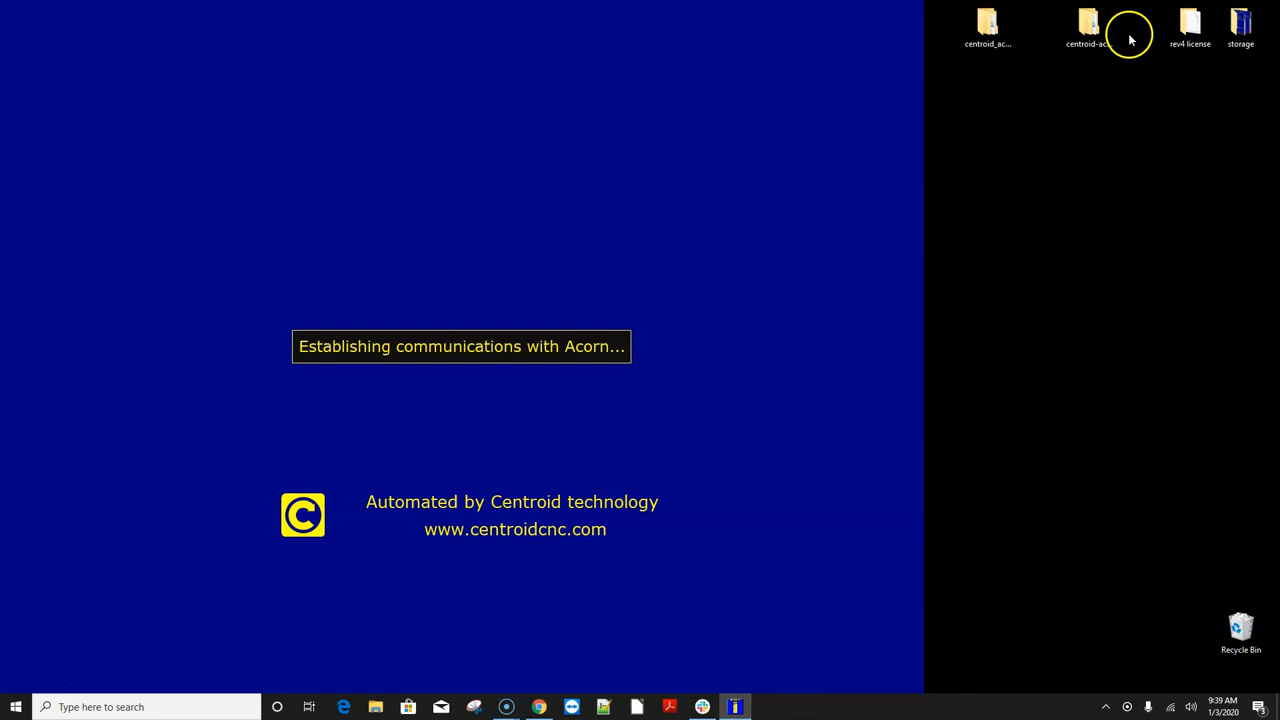 centroid_ac...
centroid-ac...
rev4 license
storage
Establishing communications with Acorn...
Automated by Centroid technology
www.centroidcnc.com
Recycle Bin
Type here to search
9:39 AM
1/3/2020